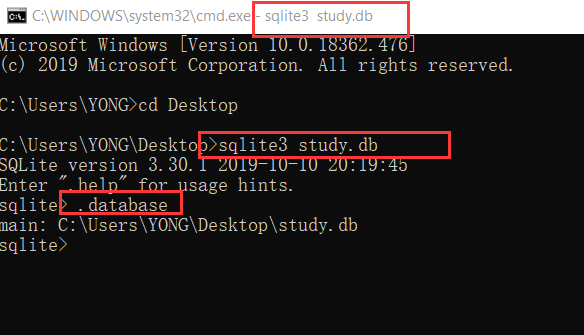 C:\WINDOWS\system32\cmd.exe - sqlite3  study.db
Microsoft Windows [Version 10.0.18362.476]
(c) 2019 Microsoft Corporation. All rights reserved.
C:\Users\YONG>cd Desktop
C:\Users\YONG\Desktop>sqlite3 study.db
SQLite version 3.30.1 2019-10-10 20:19:45
Enter ".help" for usage hints.
sqlite> .database
main: C:\Users\YONG\Desktop\study.db
sqlite>